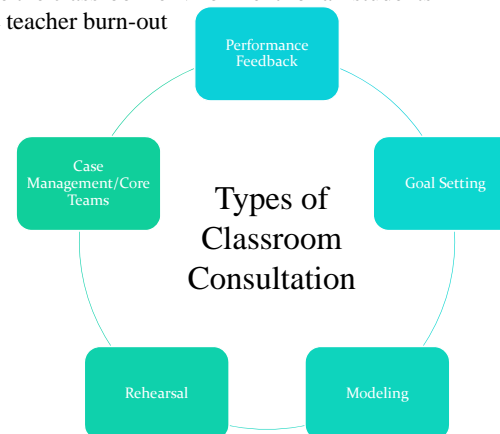 teacher burn-out
Performance
Feedback
Goal Setting
Modeling
Rehearsal
Case
Management/Core
Teams
Types of
Classroom
Consultation